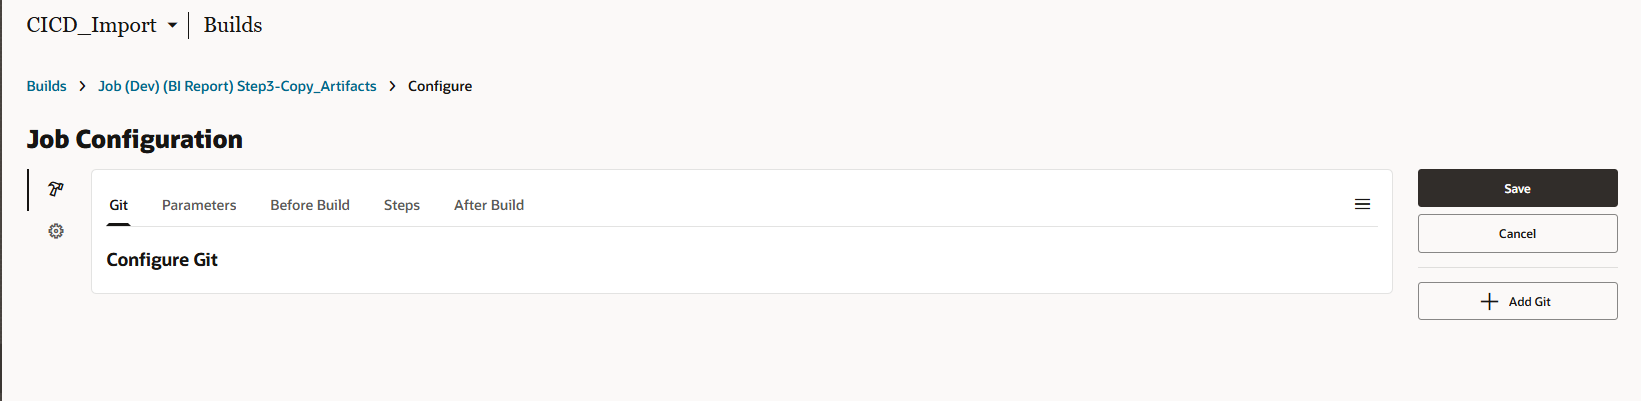 CICD_Import Builds
Builds > Job (Dev) (BI Report) Step3-Copy_Artifacts > Configure
Job Configuration
Git Parameters Before Build Steps After Build
Configure Git
Save
Cancel
Add Git